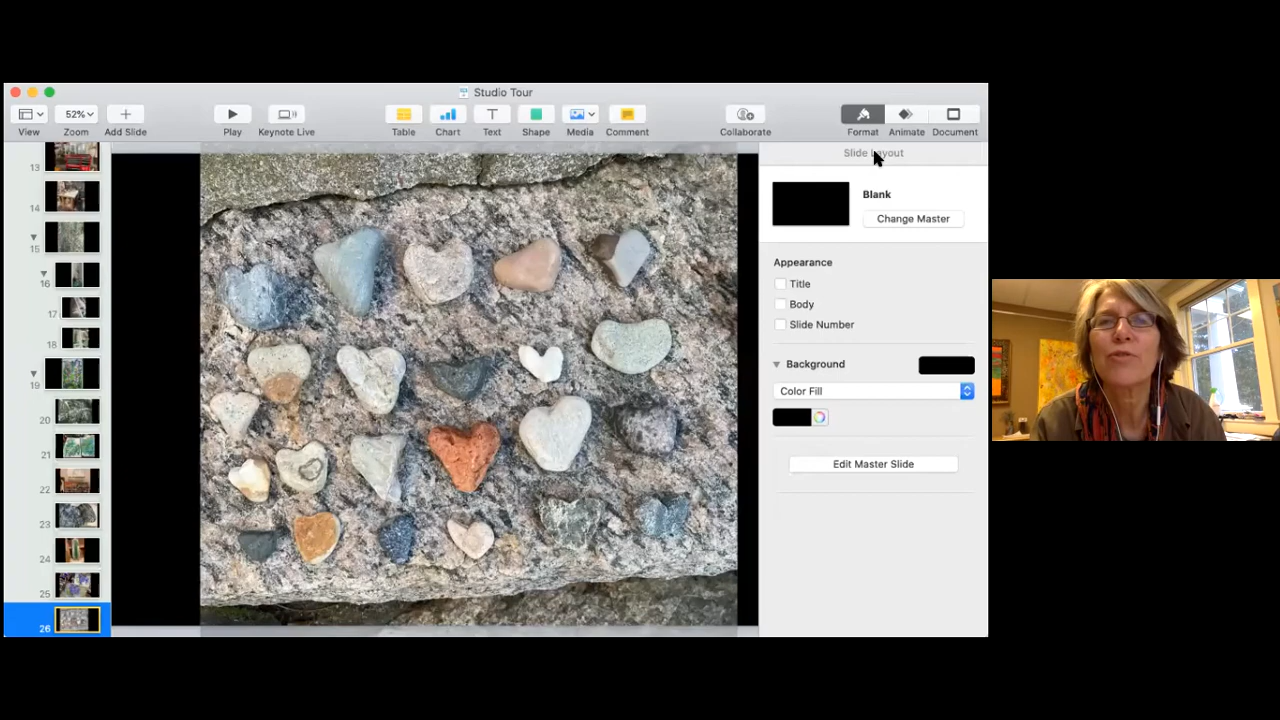 Studio Tour
52%
View Zoom Add Slide Play Keynote Live Table Chart Text Shape Media Comment Collaborate Format Animate Document
Slide Layout
Blank
Change Master
Appearance
Title
Body
Slide Number
Background
Color Fill
Edit Master Slide
13
14
15
16
17
18
19
20
21
22
23
24
25
26